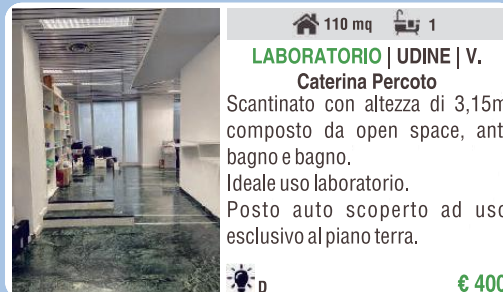 110 mq 1
LABORATORIO | UDINE | V.
Caterina Percoto
Scantinato con altezza di 3,15m
composto da open space, ant
bagno e bagno.
Ideale uso laboratorio.
Posto auto scoperto ad uso
esclusivo al piano terra.
D € 400